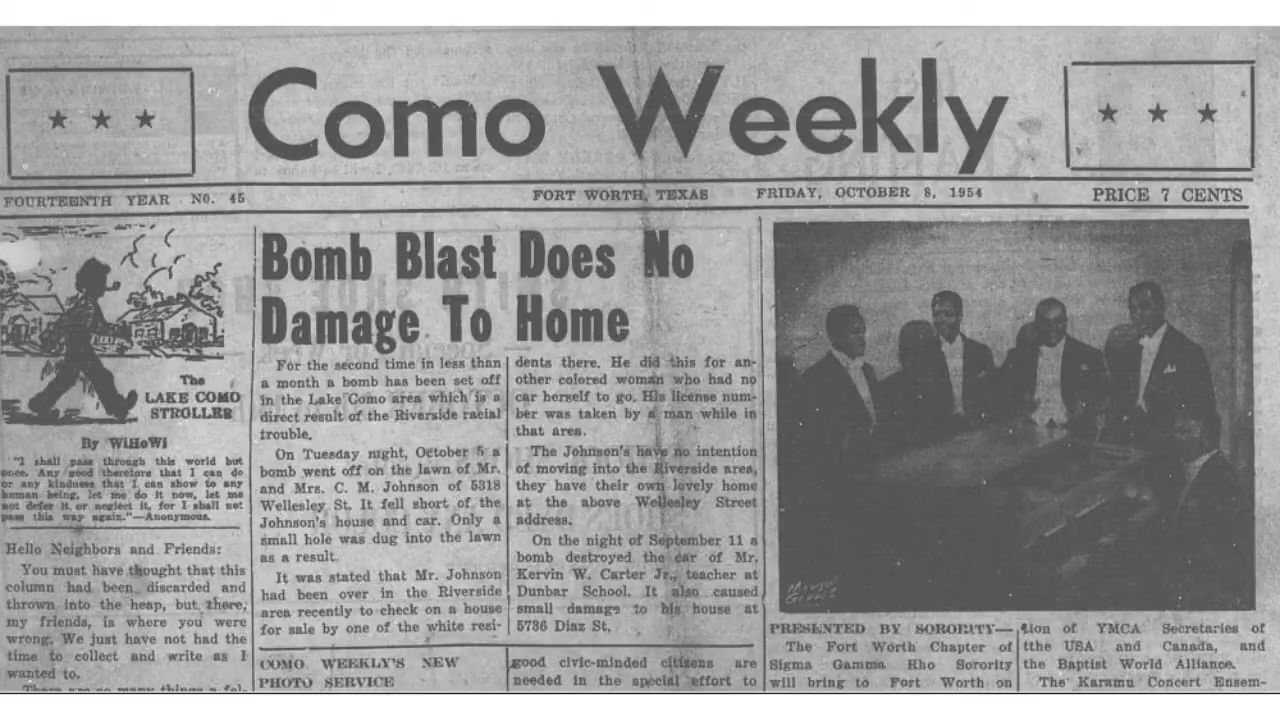 Como Weekly
FOURTEENTH YEAR NO. 45
FORT WORTH, TEXAS
FRIDAY, OCTOBER 8, 1954
PRICE 7 CENTS
The
LAKE COMO
STROLLER
By WiHoWi
"I shall pass through this world but
once. Any good therefore that I can do
or any kindness that I can show to any
human being, let me do it now, let me
not defer it or neglect it, for I shall not
pass this way again."—Anonymous.
Hello Neighbors and Friends:
You must have thought that this
column had been discarded and
thrown into the heap, but there,
my friends, is where you were
wrong. We just have not had the
time to collect and write as I
wanted to.
There are so many things a fel-
Bomb Blast Does No
Damage To Home
For the second time in less than
a month a bomb has been set off
in the Lake Como area which is a
direct result of the Riverside racial
trouble.
On Tuesday night, October 5 a
bomb went off on the lawn of Mr.
and Mrs. C. M. Johnson of 5318
Wellesley St. It fell short of the
Johnson's house and car. Only a
small hole was dug into the lawn
as a result.
It was stated that Mr. Johnson
had been over in the Riverside
area recently to check on a house
for sale by one of the white resi-
dents there. He did this for an-
other colored woman who had no
car herself to go. His license num-
ber was taken by a man while in
that area.
The Johnson's have no intention
of moving into the Riverside area,
they have their own lovely home
at the above Wellesley Street
address.
On the night of September 11 a
bomb destroyed the car of Mr.
Kervin W. Carter Jr., teacher at
Dunbar School. It also caused
small damage to his house at
5736 Diaz St.
COMO WEEKLY'S NEW
PHOTO SERVICE
good civic-minded citizens are
needed in the special effort to
PRESENTED BY SORORITY—
The Fort Worth Chapter of
Sigma Gamma Rho Sorority
will bring to Fort Worth on
tion of YMCA Secretaries of
tthe USA and Canada, and
the Baptist World Alliance.
The Karamu Concert Ensem-